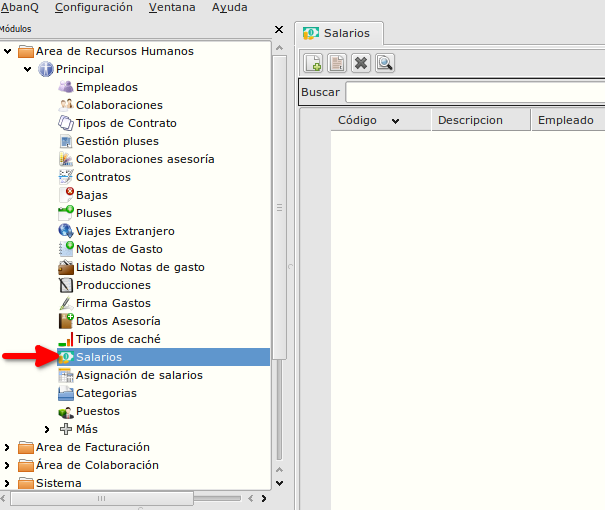 AbanQ Configuración Ventana Ayuda
Módulos
Area de Recursos Humanos
Principal
Empleados
Colaboraciones
Tipos de Contrato
Gestión pluses
Colaboraciones asesoría
Contratos
Bajas
Pluses
Viajes Extranjero
Notas de Gasto
Listado Notas de gasto
Producciones
Firma Gastos
Datos Asesoría
Tipos de caché
Salarios
Asignación de salarios
Categorias
Puestos
Más
Area de Facturación
Área de Colaboración
Sistema
Salarios
Buscar
Código Descripcion Empleado